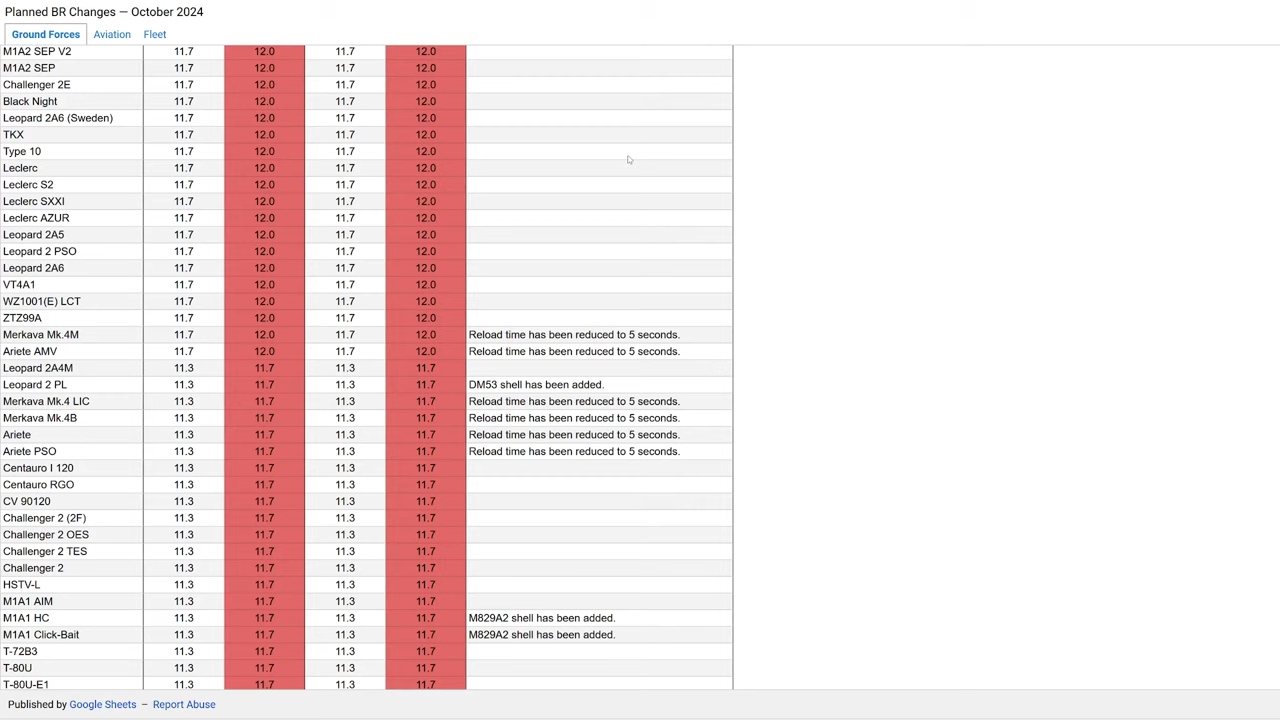 Planned BR Changes — October 2024
Ground Forces Aviation Fleet
M1A2 SEP V2 11.7 12.0 11.7 12.0
M1A2 SEP 11.7 12.0 11.7 12.0
Challenger 2E 11.7 12.0 11.7 12.0
Black Night 11.7 12.0 11.7 12.0
Leopard 2A6 (Sweden) 11.7 12.0 11.7 12.0
TKX 11.7 12.0 11.7 12.0
Type 10 11.7 12.0 11.7 12.0
Leclerc 11.7 12.0 11.7 12.0
Leclerc S2 11.7 12.0 11.7 12.0
Leclerc SXXI 11.7 12.0 11.7 12.0
Leclerc AZUR 11.7 12.0 11.7 12.0
Leopard 2A5 11.7 12.0 11.7 12.0
Leopard 2 PSO 11.7 12.0 11.7 12.0
Leopard 2A6 11.7 12.0 11.7 12.0
VT4A1 11.7 12.0 11.7 12.0
WZ1001(E) LCT 11.7 12.0 11.7 12.0
ZTZ99A 11.7 12.0 11.7 12.0
Merkava Mk.4M 11.7 12.0 11.7 12.0 Reload time has been reduced to 5 seconds.
Ariete AMV 11.7 12.0 11.7 12.0 Reload time has been reduced to 5 seconds.
Leopard 2A4M 11.3 11.7 11.3 11.7
Leopard 2 PL 11.3 11.7 11.3 11.7 DM53 shell has been added.
Merkava Mk.4 LIC 11.3 11.7 11.3 11.7 Reload time has been reduced to 5 seconds.
Merkava Mk.4B 11.3 11.7 11.3 11.7 Reload time has been reduced to 5 seconds.
Ariete 11.3 11.7 11.3 11.7 Reload time has been reduced to 5 seconds.
Ariete PSO 11.3 11.7 11.3 11.7 Reload time has been reduced to 5 seconds.
Centauro I 120 11.3 11.7 11.3 11.7
Centauro RGO 11.3 11.7 11.3 11.7
CV 90120 11.3 11.7 11.3 11.7
Challenger 2 (2F) 11.3 11.7 11.3 11.7
Challenger 2 OES 11.3 11.7 11.3 11.7
Challenger 2 TES 11.3 11.7 11.3 11.7
Challenger 2 11.3 11.7 11.3 11.7
HSTV-L 11.3 11.7 11.3 11.7
M1A1 AIM 11.3 11.7 11.3 11.7
M1A1 HC 11.3 11.7 11.3 11.7 M829A2 shell has been added.
M1A1 Click-Bait 11.3 11.7 11.3 11.7 M829A2 shell has been added.
T-72B3 11.3 11.7 11.3 11.7
T-80U 11.3 11.7 11.3 11.7
T-80U-E1 11.3 11.7 11.3 11.7
Published by Google Sheets – Report Abuse